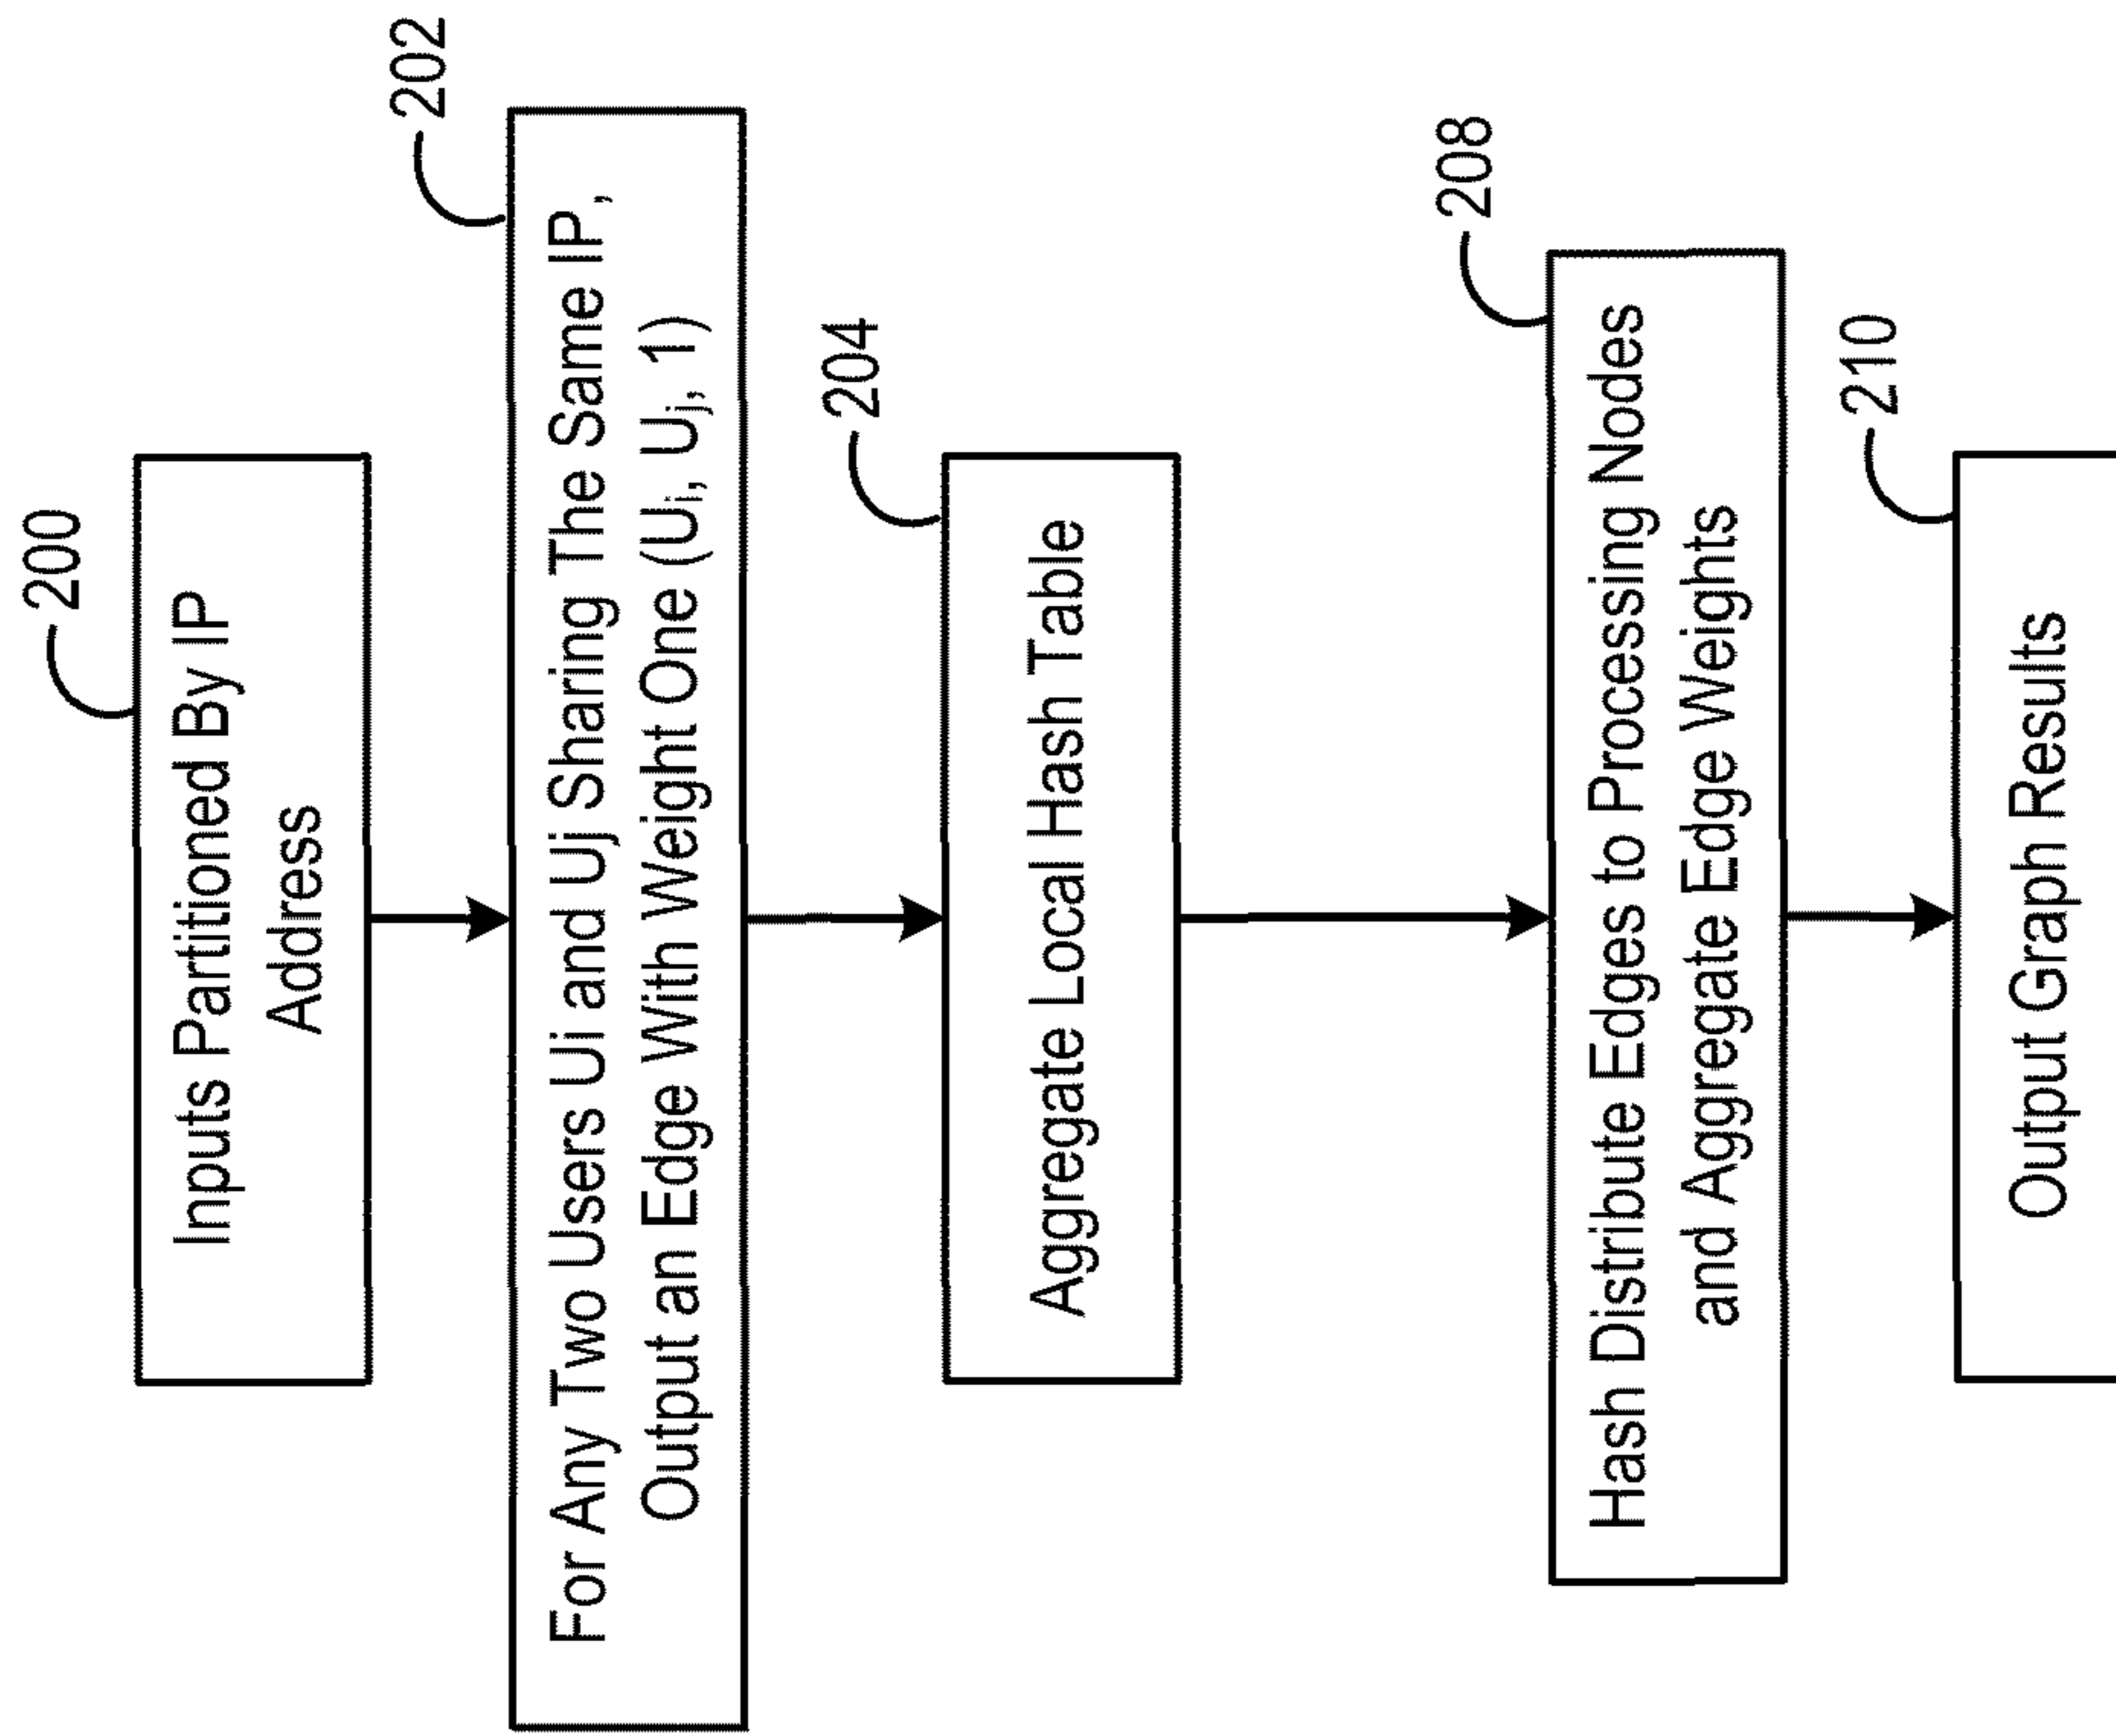 200
Inputs Partitioned By IP
Address
202
For Any Two Users Ui and Uj Sharing The Same IP,
Output an Edge With Weight One (Ui, Uj, 1)
204
Aggregate Local Hash Table
208
Hash Distribute Edges to Processing Nodes
and Aggregate Edge Weights
210
Output Graph Results